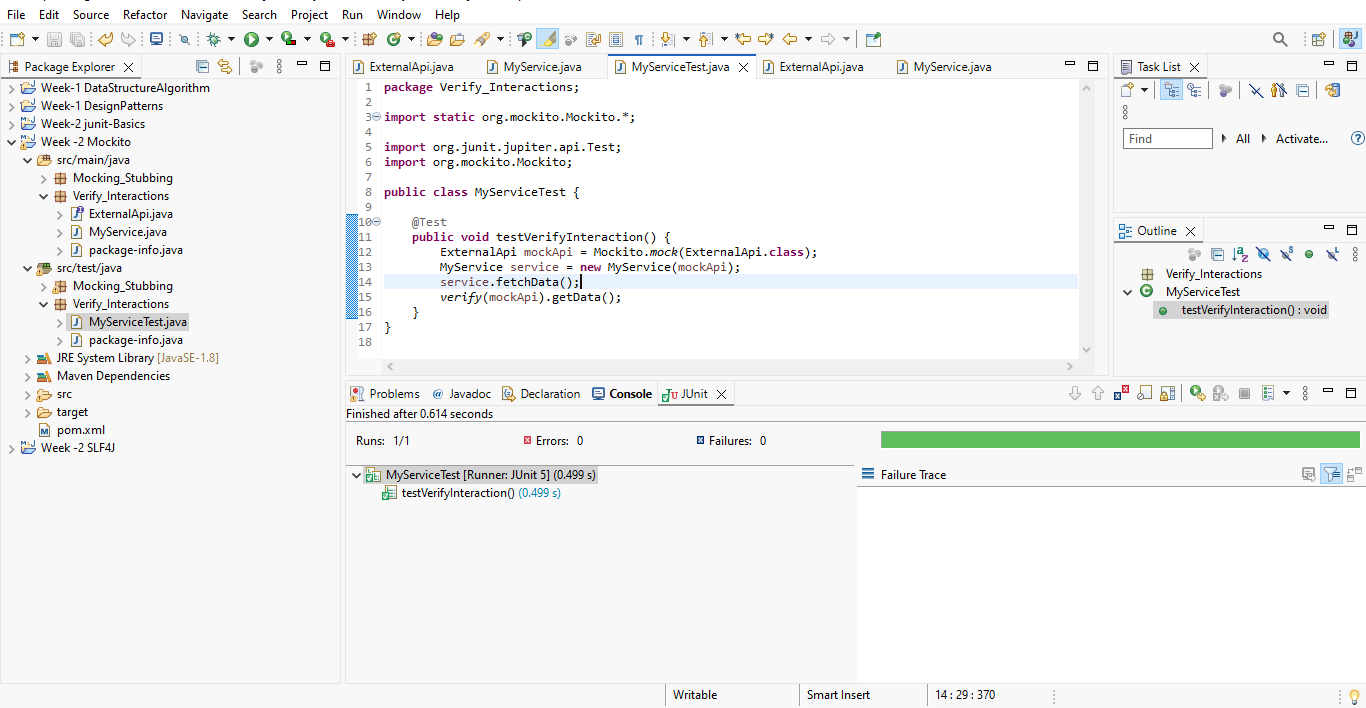 File Edit Source Refactor Navigate Search Project Run Window Help
Package Explorer
Week-1 DataStructureAlgorithm
Week-1 DesignPatterns
Week-2 junit-Basics
Week -2 Mockito
src/main/java
Mocking_Stubbing
Verify_Interactions
ExternalApi.java
MyService.java
package-info.java
src/test/java
Mocking_Stubbing
Verify_Interactions
MyServiceTest.java
package-info.java
JRE System Library [JavaSE-1.8]
Maven Dependencies
src
target
pom.xml
Week -2 SLF4J
ExternalApi.java MyService.java MyServiceTest.java ExternalApi.java MyService.java
1 package Verify_Interactions;
2
3 import static org.mockito.Mockito.*;
4
5 import org.junit.jupiter.api.Test;
6 import org.mockito.Mockito;
7
8 public class MyServiceTest {
9
10 @Test
11 public void testVerifyInteraction() {
12 ExternalApi mockApi = Mockito.mock(ExternalApi.class);
13 MyService service = new MyService(mockApi);
14 service.fetchData();
15 verify(mockApi).getData();
16 }
17 }
18
Task List
Find All Activate...
Outline
Verify_Interactions
MyServiceTest
testVerifyInteraction() : void
Problems @ Javadoc Declaration Console JUnit
Finished after 0.614 seconds
Runs: 1/1 Errors: 0 Failures: 0
MyServiceTest [Runner: JUnit 5] (0.499 s)
testVerifyInteraction() (0.499 s)
Failure Trace
Writable Smart Insert 14 : 29 : 370